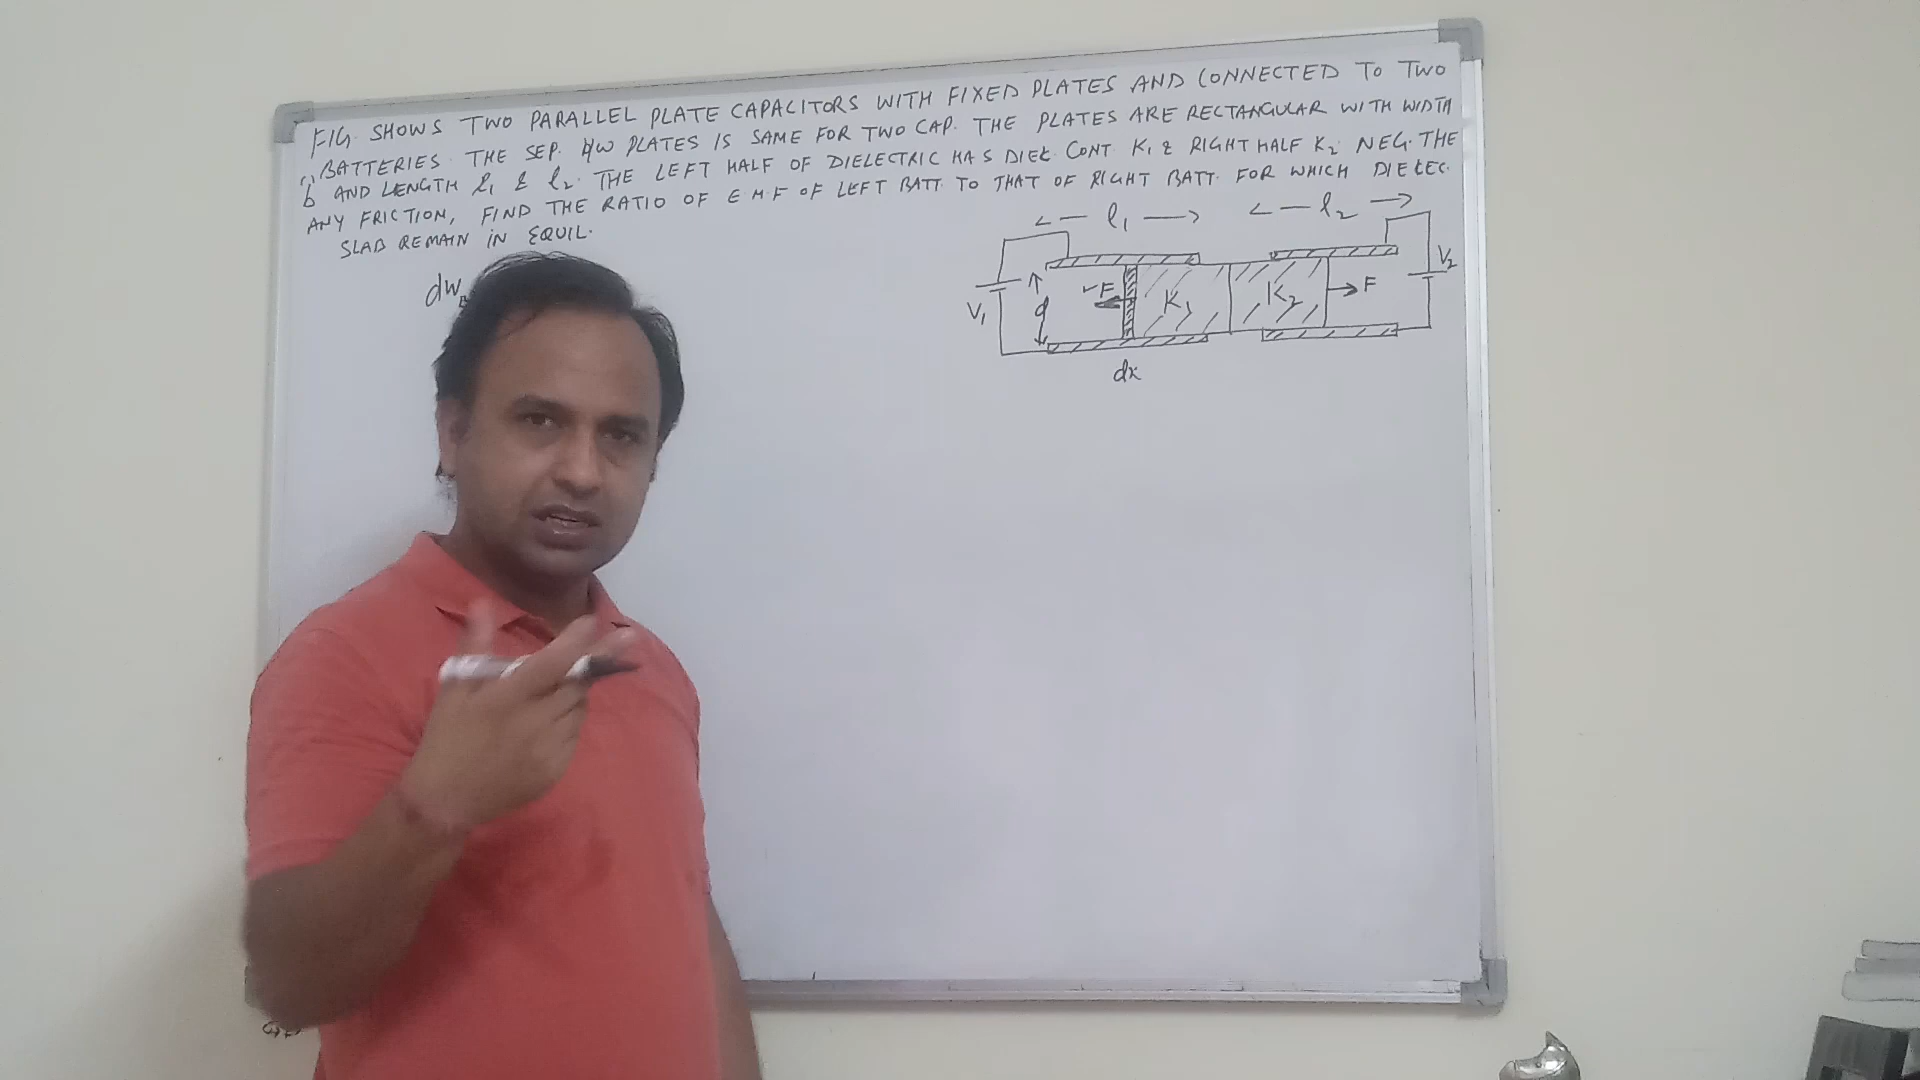 FIG. SHOWS TWO PARALLEL PLATE CAPACITORS WITH FIXED PLATES AND CONNECTED TO TWO
BATTERIES. THE SEP. b/w PLATES IS SAME FOR TWO CAP. THE PLATES ARE RECTANGULAR WITH WIDTH
b AND LENGTH l₁ & l₂. THE LEFT HALF OF DIELECTRIC HAS DIEL. CONT. K₁ & RIGHT HALF K₂. NEG. THE
ANY FRICTION, FIND THE RATIO OF EMF OF LEFT BATT. TO THAT OF RIGHT BATT. FOR WHICH DIELEC.
SLAB REMAIN IN EQUIL.
← l₁ →
← l₂ →
dW
V₁
d
F
K₁
K₂
F
V₂
dx